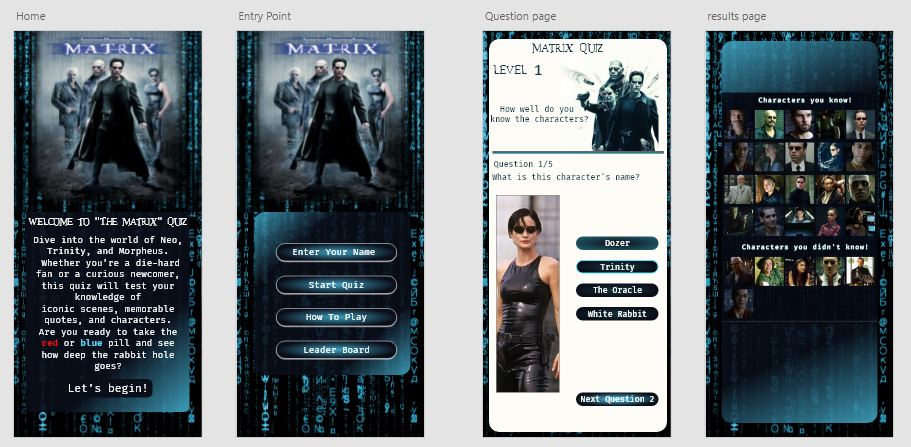 Home
MATRIX
WELCOME TO "THE MATRIX" QUIZ
Dive into the world of Neo,
Trinity, and Morpheus.
Whether you're a die-hard
fan or a curious newcomer,
this quiz will test your
knowledge of
iconic scenes, memorable
quotes, and characters.
Are you ready to take the
red or blue pill and see
how deep the rabbit hole
goes?
Let's begin!
Entry Point
MATRIX
Enter Your Name
Start Quiz
How To Play
Leader Board
Question page
MATRIX QUIZ
LEVEL 1
How well do you
know the characters?
Question 1/5
What is this character's name?
Dozer
Trinity
The Oracle
White Rabbit
Next Question 2
results page
Characters you know!
Characters you didn't know!